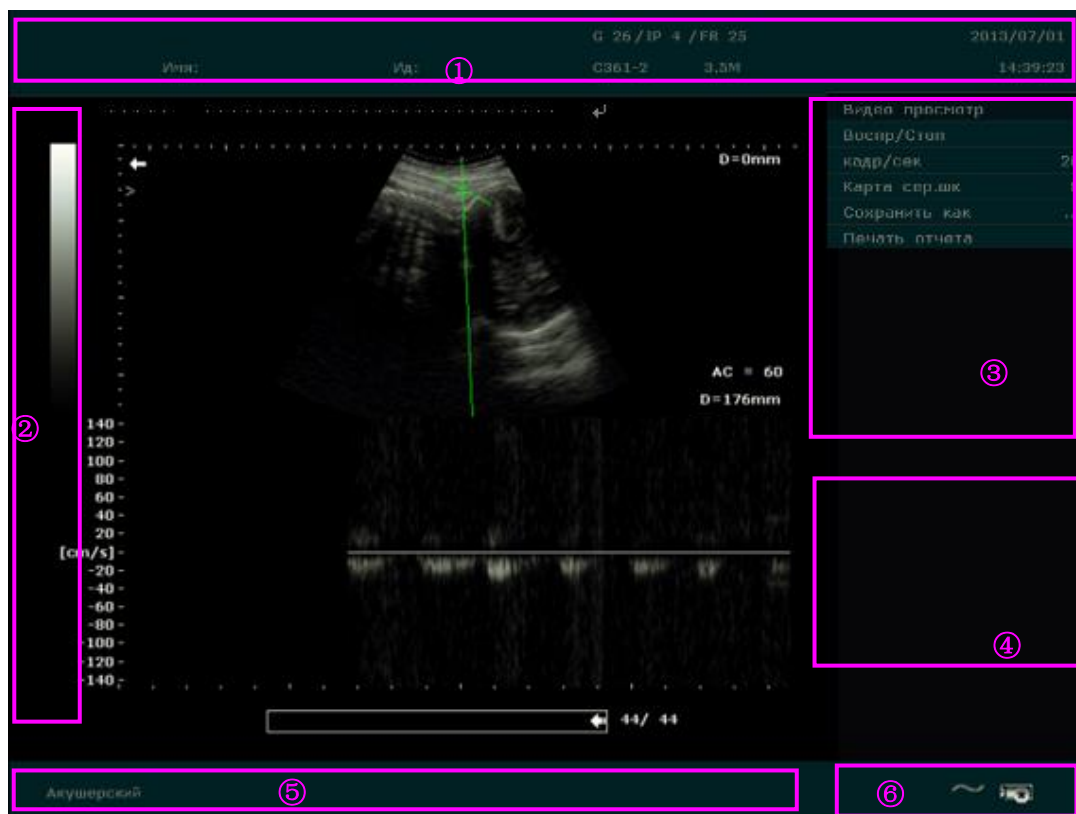 G 26/IP 4 /FR 25 2013/07/01
Имя: Ид: ① C361-2 3,5M 14:39:23
Видео просмотр
Воспр/Стоп
D=0mm
кадр/сек
Карта сер.шк
Сохранить как
Печать отчета
③
AC = 60
D=176mm
②
140
120
100
80
60
40
20
[cm/s]
-20
-40
-60
-80
-100
-120
-140
④
44/ 44
Акушерский ⑤ ⑥